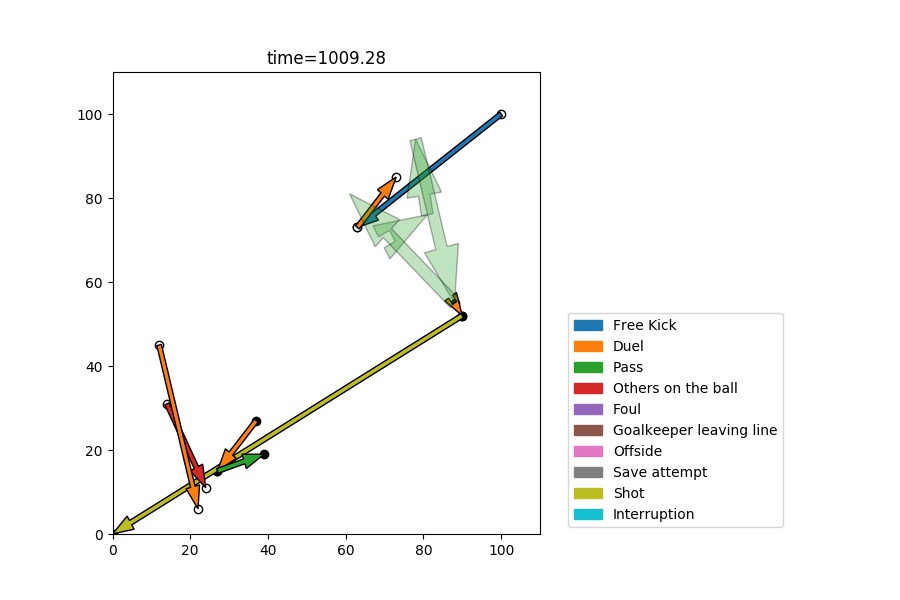 time=1009.28
100
80
60
40
20
0
0 20 40 60 80 100
Free Kick
Duel
Pass
Others on the ball
Foul
Goalkeeper leaving line
Offside
Save attempt
Shot
Interruption